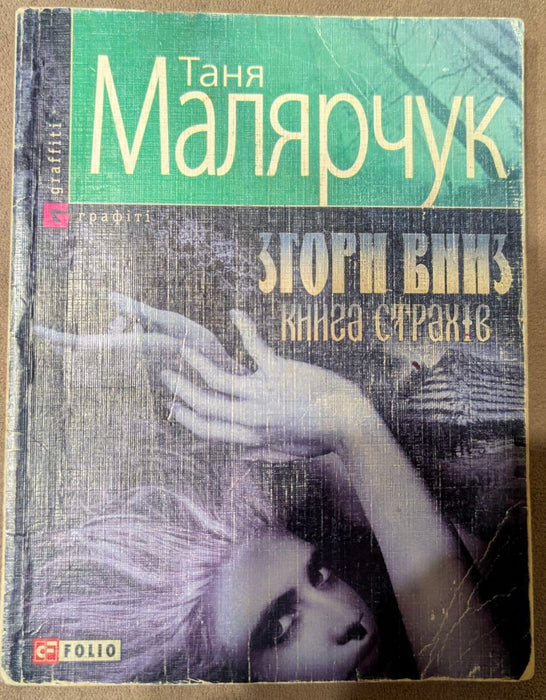 Таня
Малярчук
graffiti
графіті
ЗГОРИ ВНИЗ
КНИГА СТРАХІВ
FOLIO